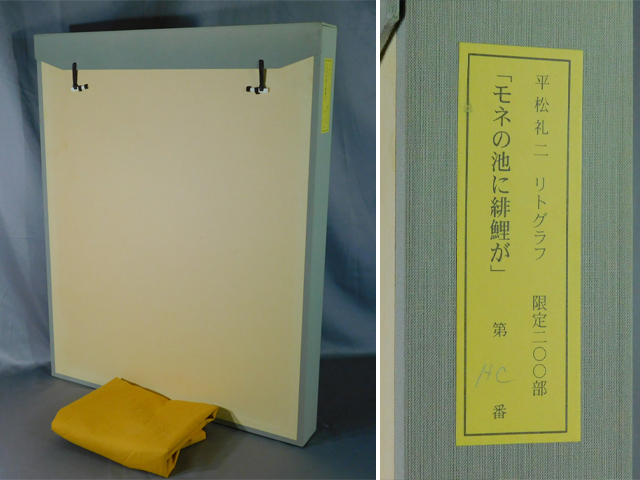 平松礼二　リトグラフ　限定二〇〇部
「モネの池に緋鯉が」　第　HC　番